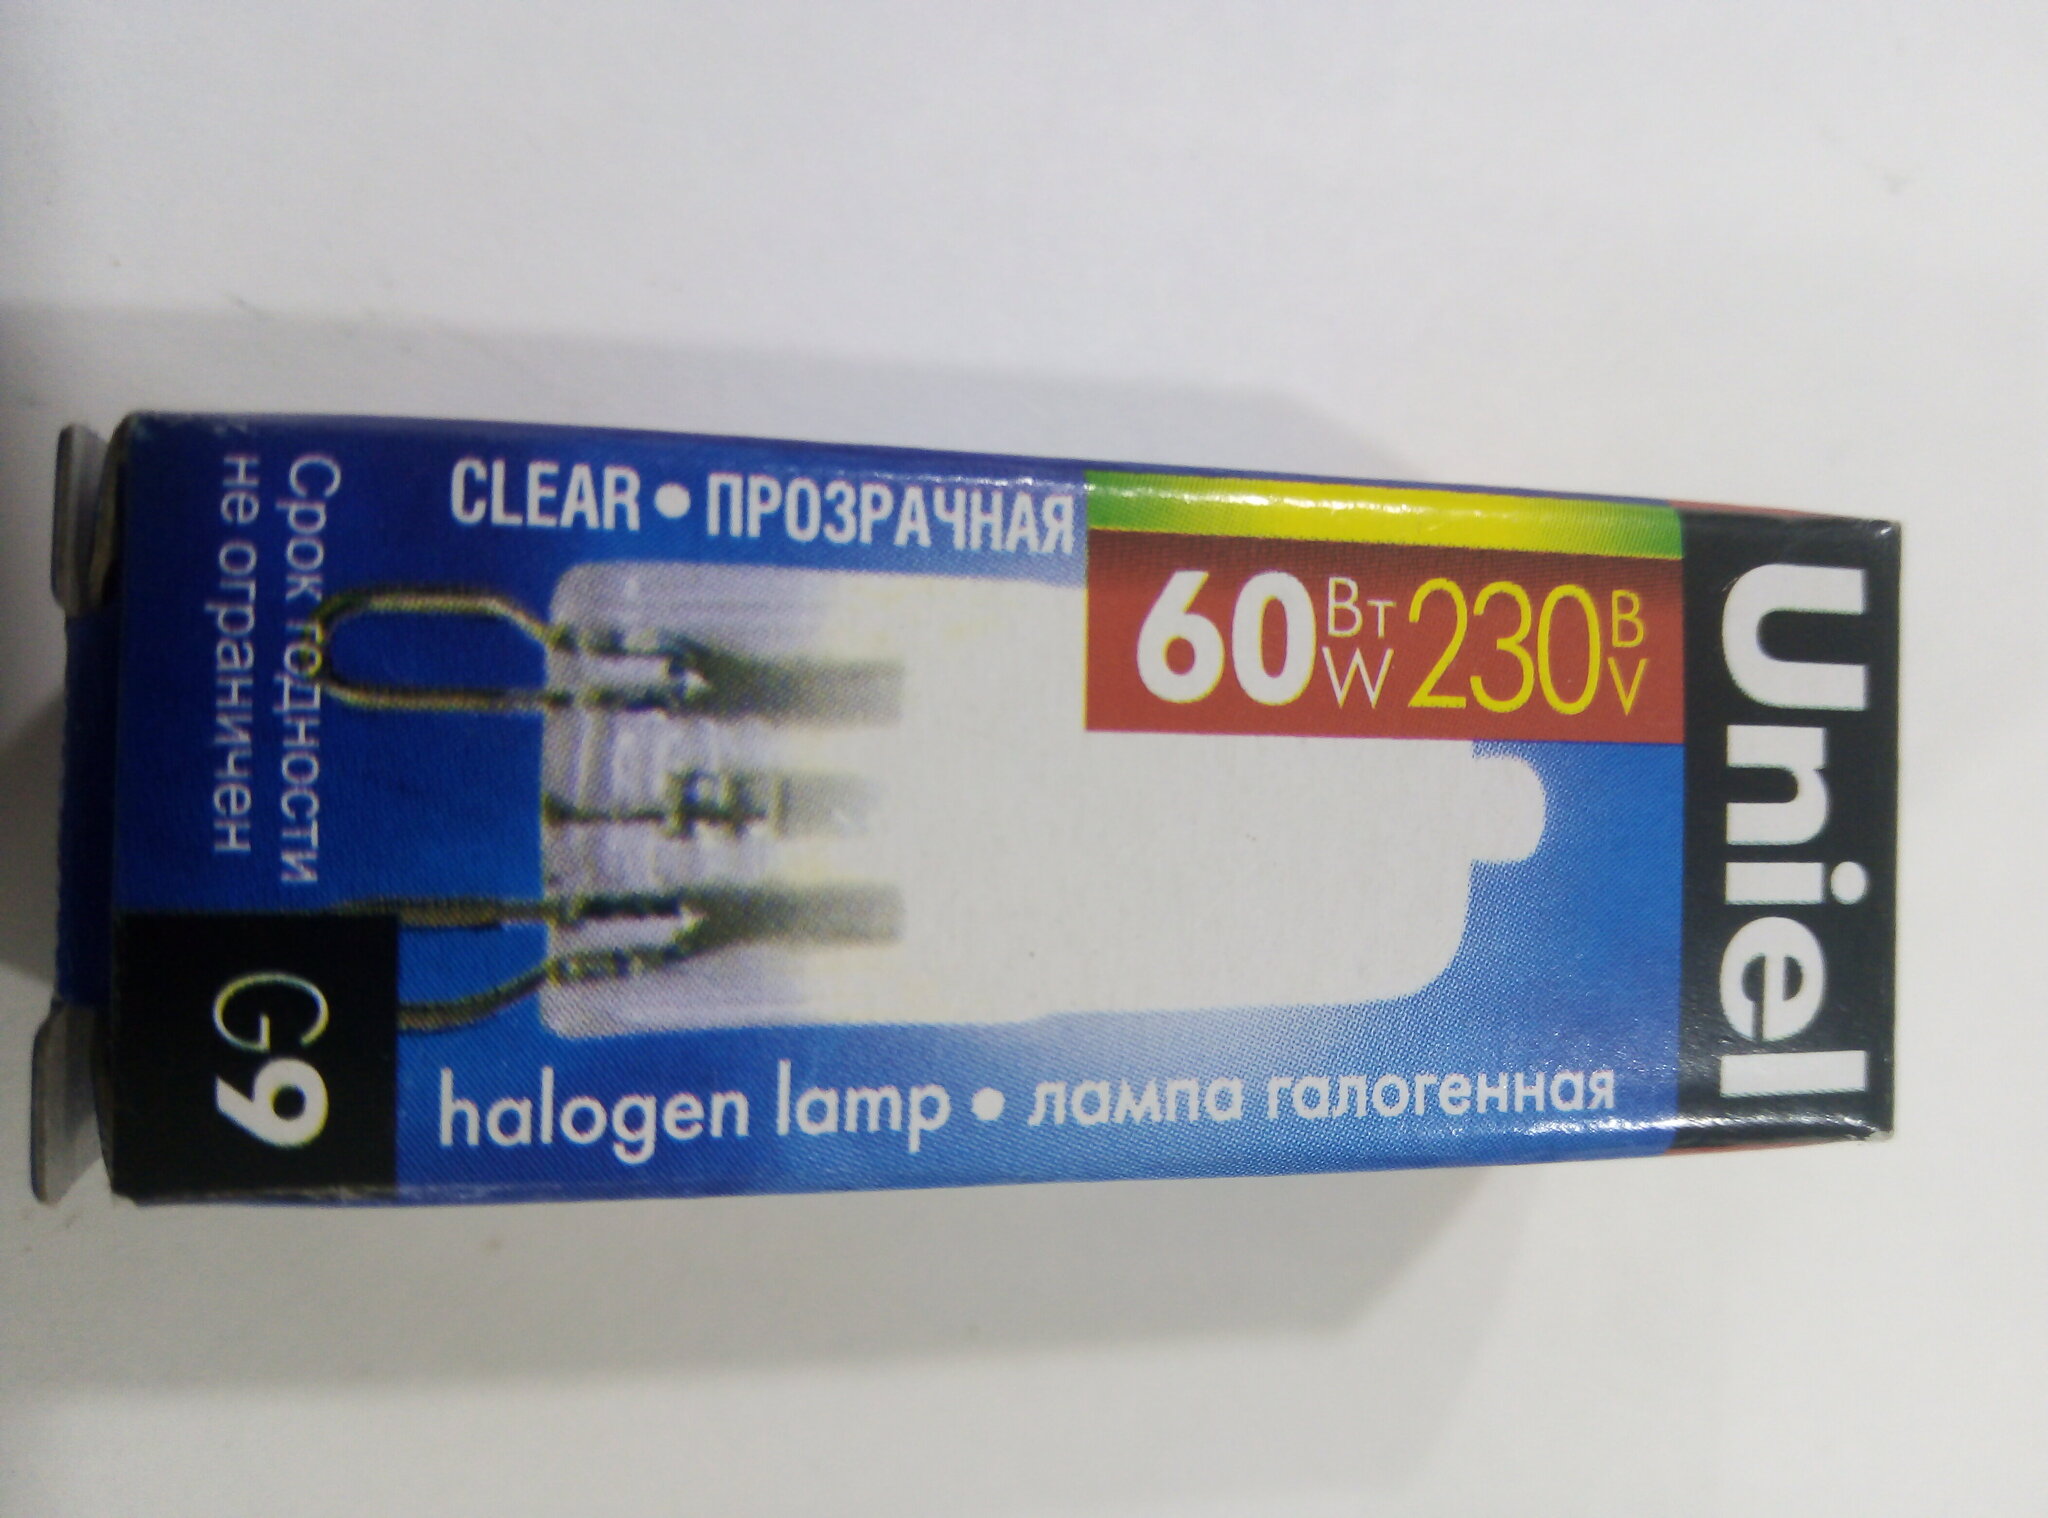 Uniel
60 Вт W 230 В V
CLEAR • ПРОЗРАЧНАЯ
halogen lamp • лампа галогенная
Срок годности
не ограничен
G9